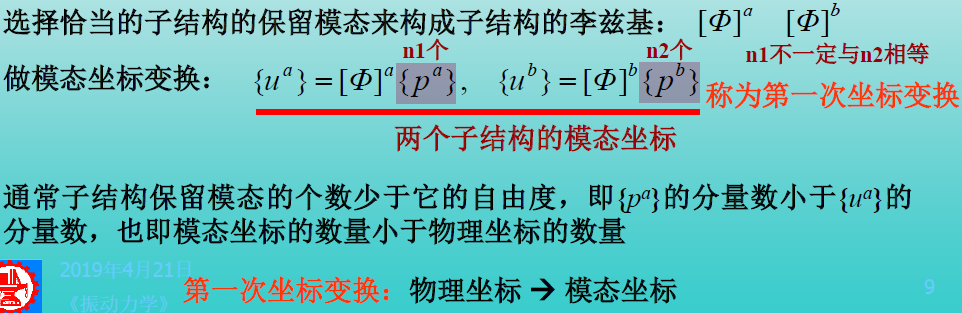 选择恰当的子结构的保留模态来构成子结构的李兹基： [Φ]ᵃ [Φ]ᵇ
n1个 n2个 n1不一定与n2相等
做模态坐标变换： {uᵃ}=[Φ]ᵃ{pᵃ}, {uᵇ}=[Φ]ᵇ{pᵇ} 称为第一次坐标变换
两个子结构的模态坐标
通常子结构保留模态的个数少于它的自由度，即{pᵃ}的分量数小于{uᵃ}的
分量数，也即模态坐标的数量小于物理坐标的数量
2019年4月21日
第一次坐标变换：物理坐标 → 模态坐标 9
《振动力学》